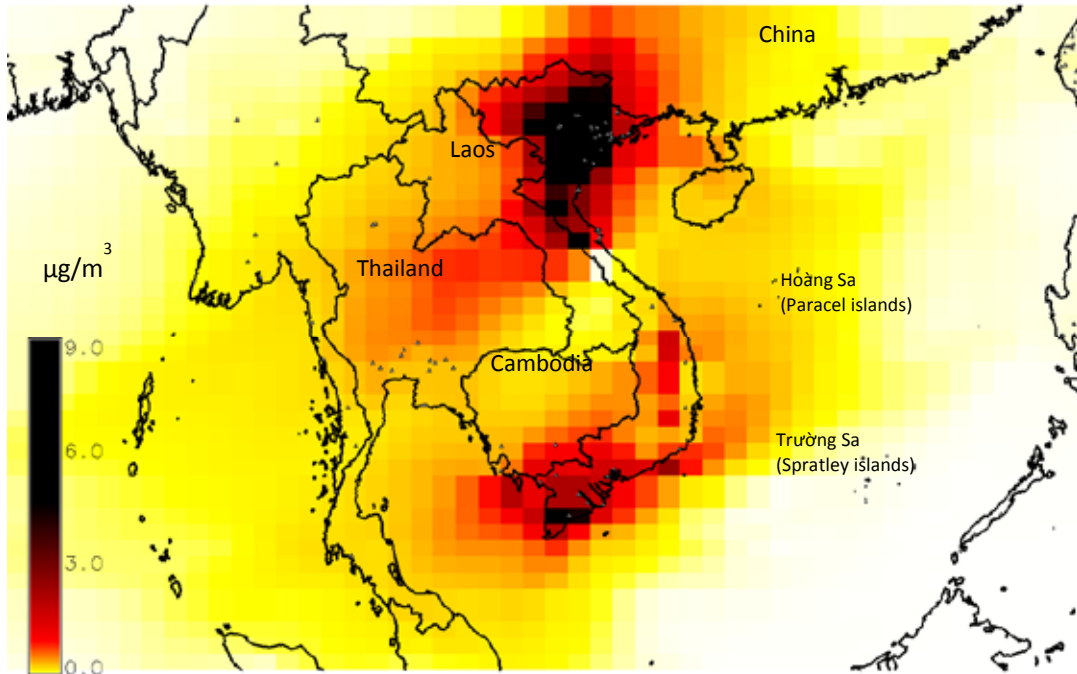 China
Laos
Thailand
µg/m³
Hoàng Sa
(Paracel islands)
9.0
Cambodia
6.0
Trường Sa
(Spratley islands)
3.0
0.0